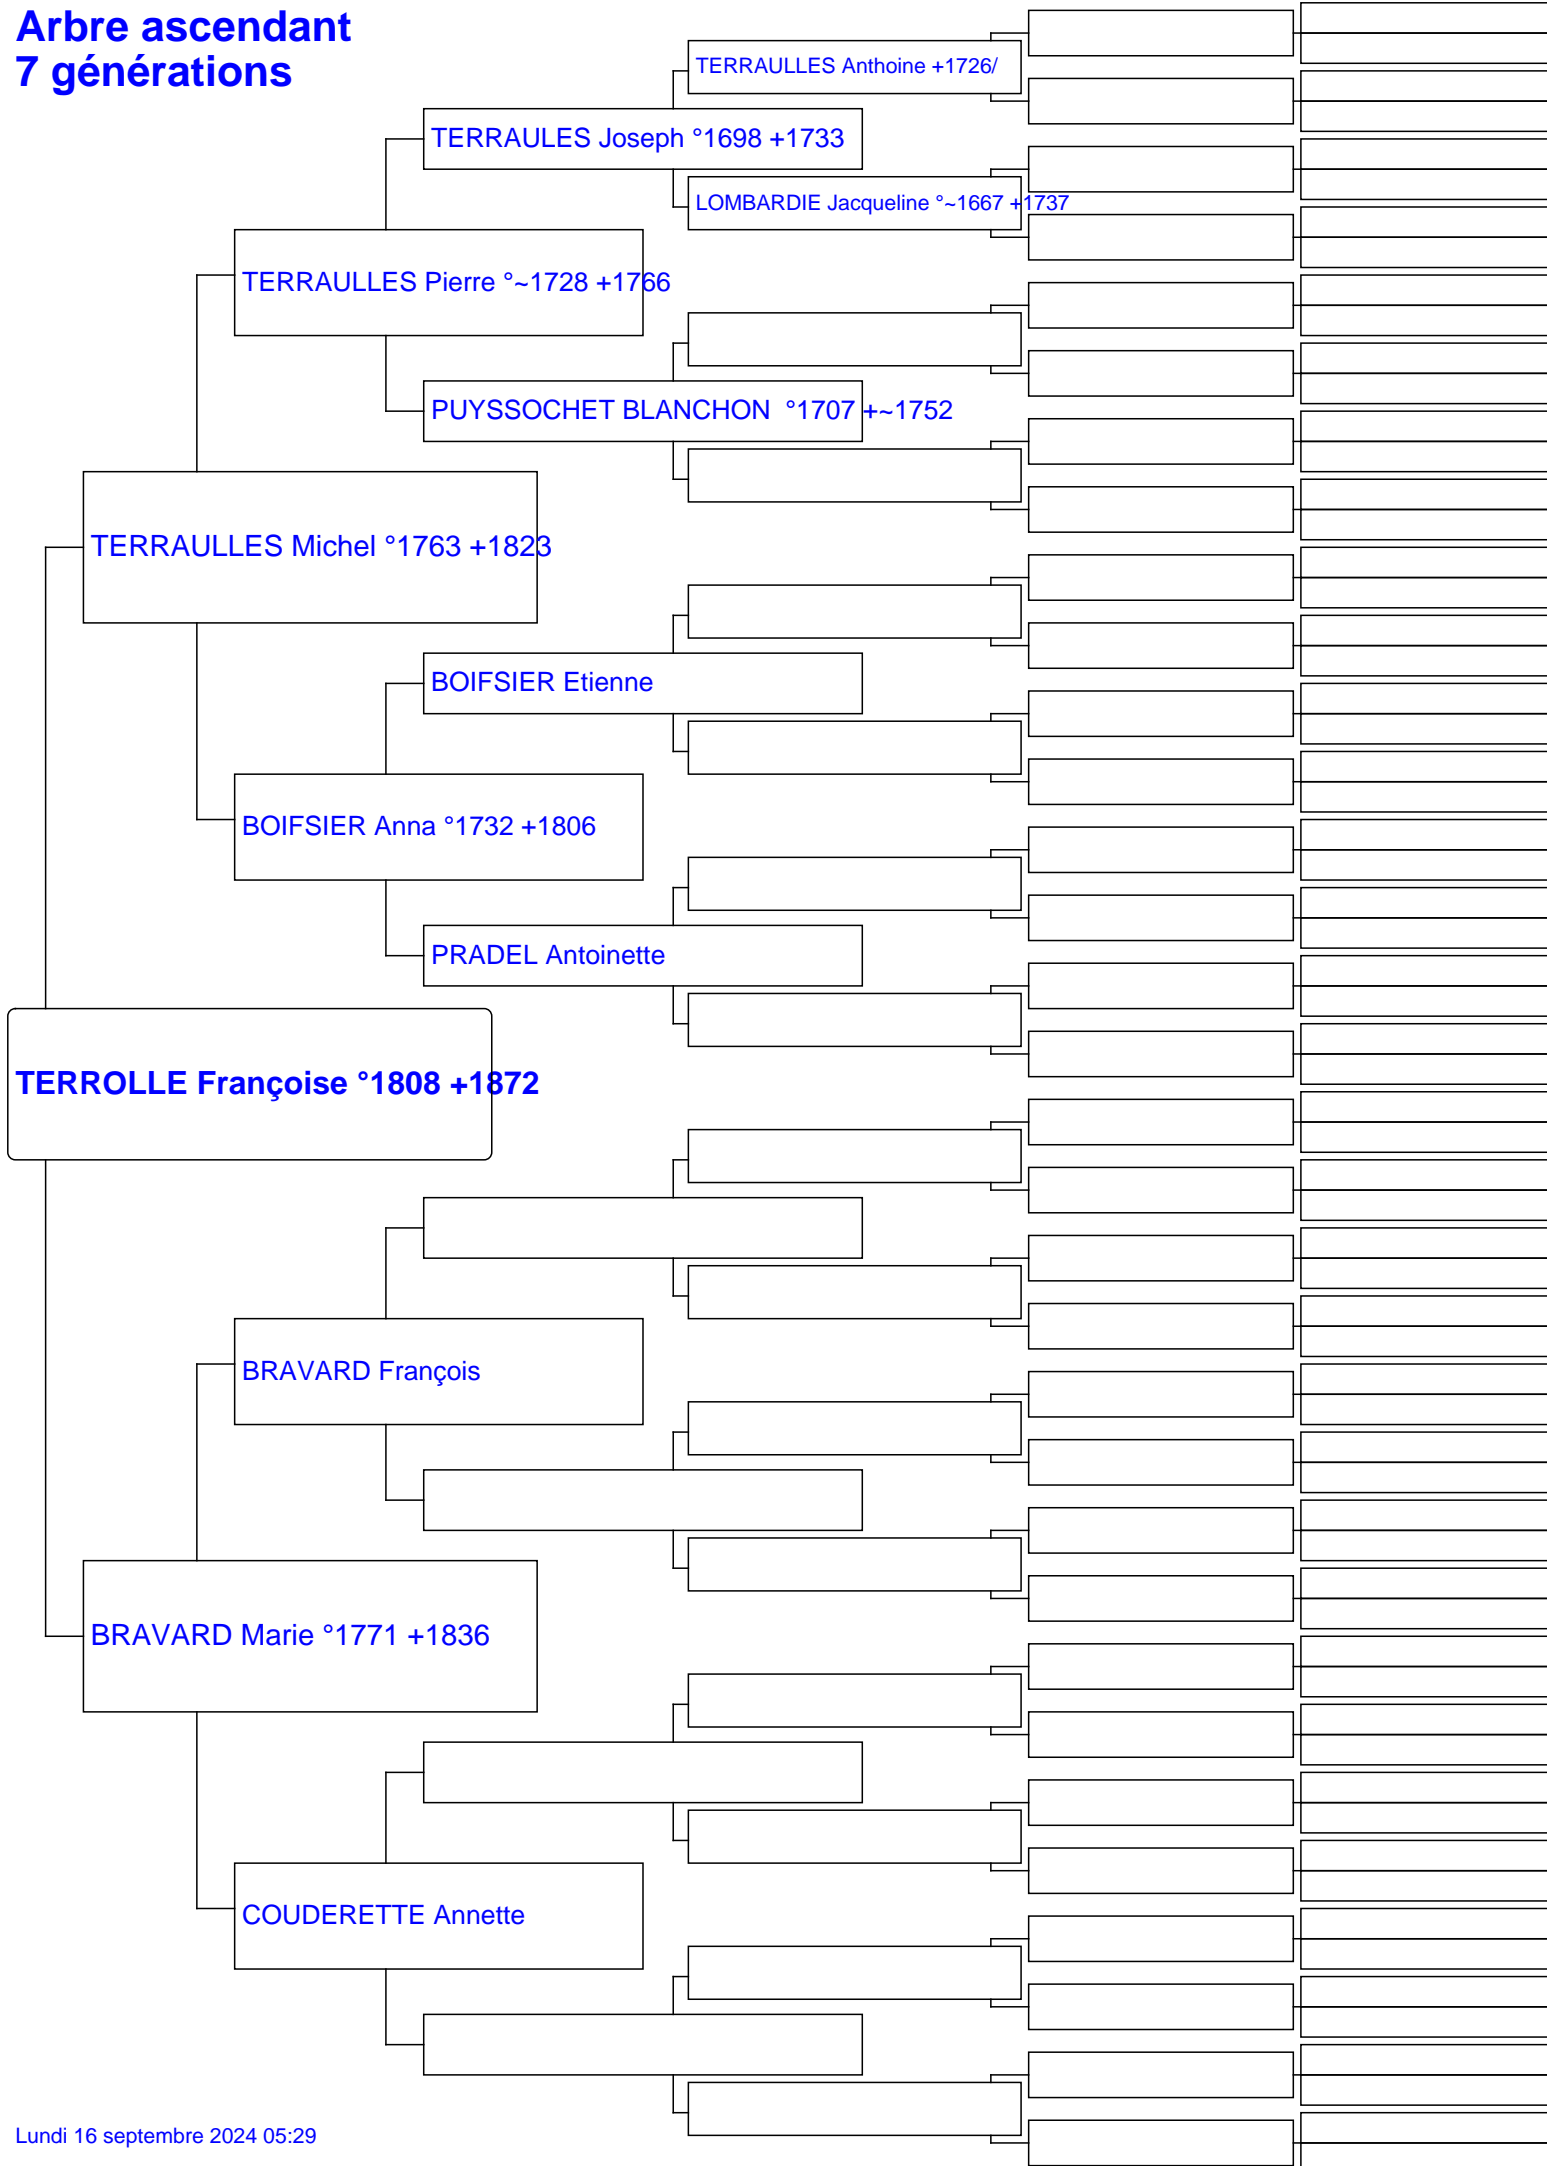 Arbre ascendant
7 générations
TERRAULLES Anthoine +1726/
TERRAULES Joseph °1698 +1733
LOMBARDIE Jacqueline °~1667 +1737
TERRAULLES Pierre °~1728 +1766
PUYSSOCHET BLANCHON  °1707 +~1752
TERRAULLES Michel °1763 +1823
BOIFSIER Etienne
BOIFSIER Anna °1732 +1806
PRADEL Antoinette
TERROLLE Françoise °1808 +1872
BRAVARD François
BRAVARD Marie °1771 +1836
COUDERETTE Annette
Lundi 16 septembre 2024 05:29